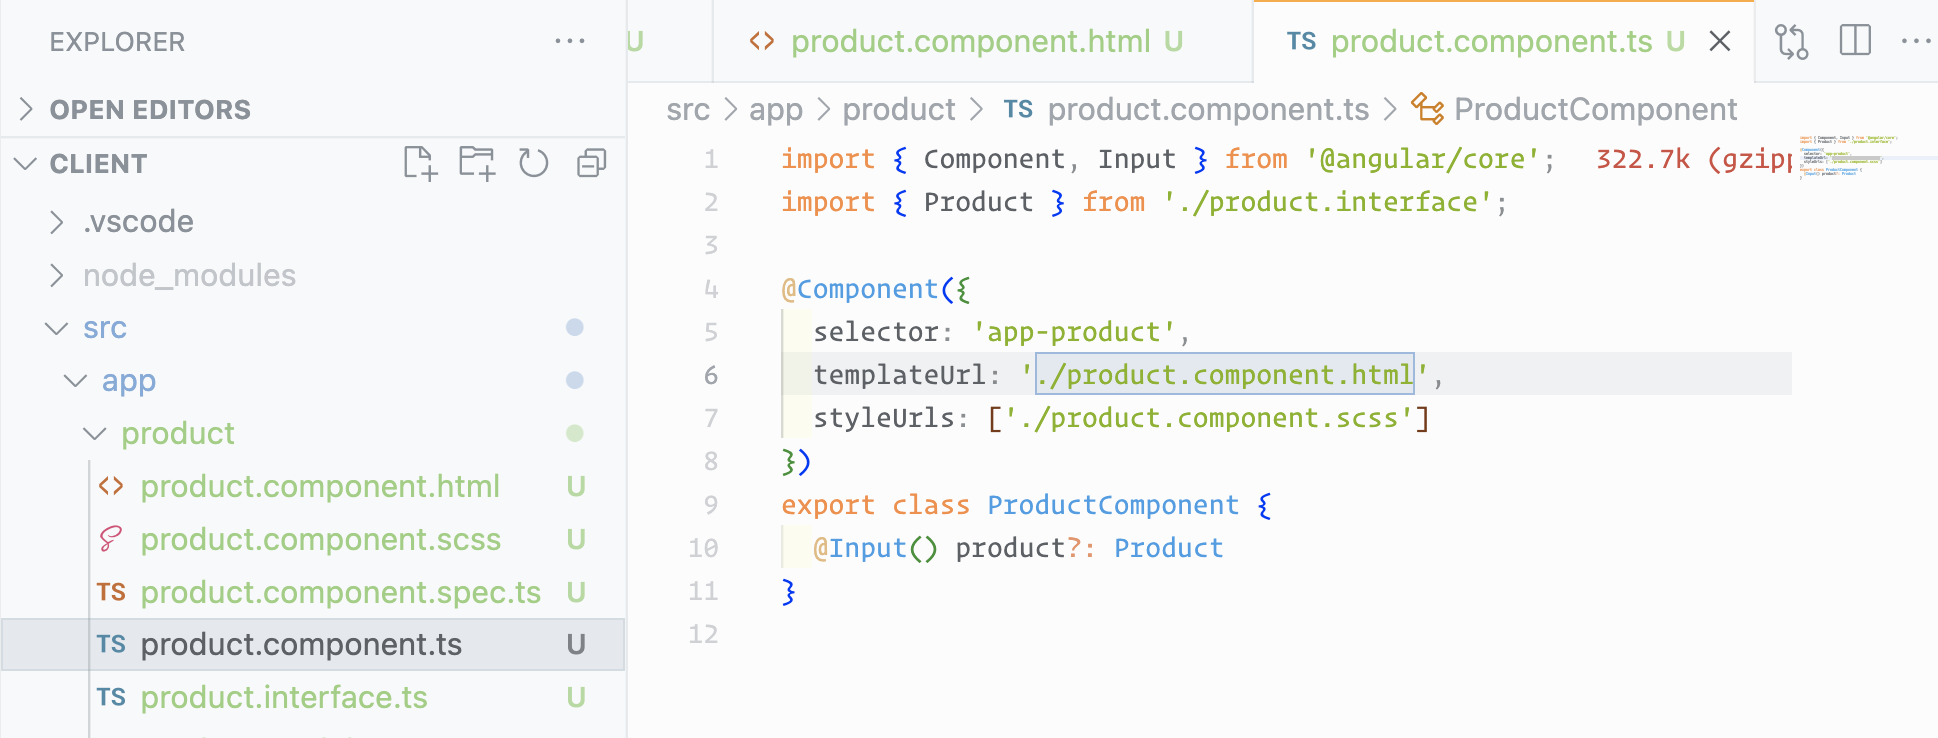 EXPLORER
OPEN EDITORS
CLIENT
.vscode
node_modules
src
app
product
product.component.html U
product.component.scss U
TS product.component.spec.ts U
TS product.component.ts U
TS product.interface.ts U
U
product.component.html U
TS product.component.ts U
src > app > product > TS product.component.ts > ProductComponent
1 import { Component, Input } from '@angular/core'; 322.7k (gzipp
2 import { Product } from './product.interface';
3
4 @Component({
5 selector: 'app-product',
6 templateUrl: './product.component.html',
7 styleUrls: ['./product.component.scss']
8 })
9 export class ProductComponent {
10 @Input() product?: Product
11 }
12